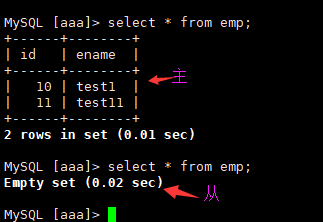 MySQL [aaa]> select * from emp;
+------+--------+
| id   | ename  |
+------+--------+
|   10 | test1  |
主
|   11 | test11 |
+------+--------+
2 rows in set (0.01 sec)
MySQL [aaa]> select * from emp;
Empty set (0.02 sec)
从
MySQL [aaa]>